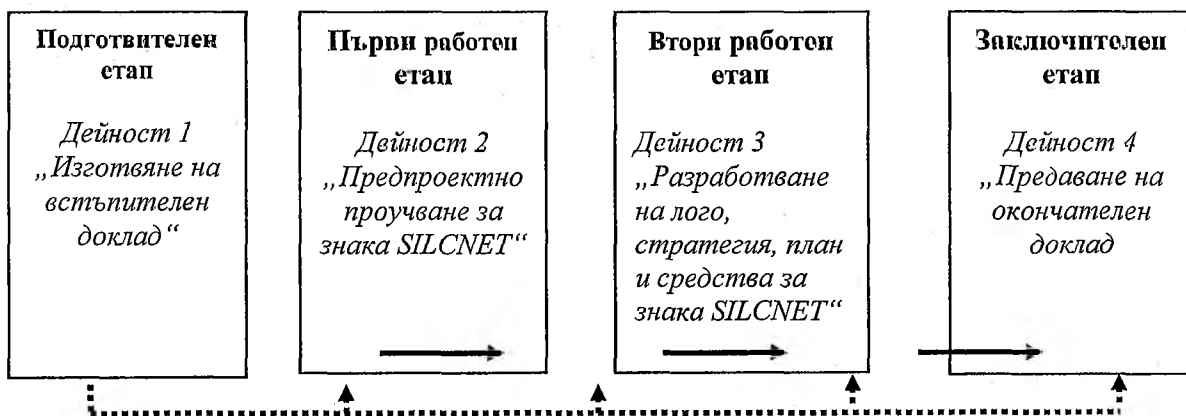 Подготвителен
етап
Дейност 1
„Изготвяне на
встъпителен
доклад“
Първи работен
етап
Дейност 2
„Предпроектно
проучване за
знака SILCNET“
Втори работен
етап
Дейност 3
„Разработване
на лого,
стратегия, план
и средства за
знака SILCNET“
Заключителен
етап
Дейност 4
„Предаване на
окончателен
доклад